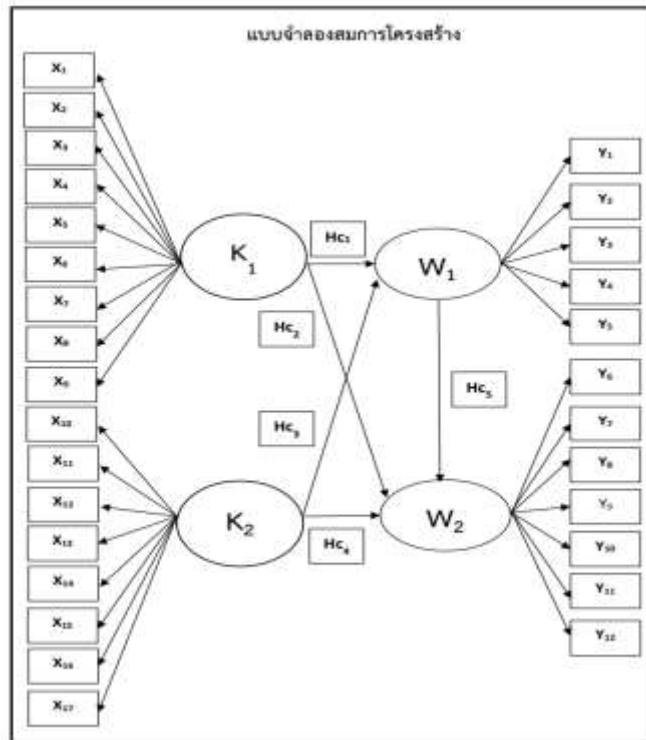 แบบจำลองสมการโครงสร้าง
X₁
X₂
X₃
X₄
X₅
X₆
X₇
X₈
X₉
X₁₀
X₁₁
X₁₂
X₁₃
X₁₄
X₁₅
X₁₆
X₁₇
K₁
K₂
Hc₁
Hc₂
Hc₃
Hc₄
Hc₅
W₁
W₂
Y₁
Y₂
Y₃
Y₄
Y₅
Y₆
Y₇
Y₈
Y₉
Y₁₀
Y₁₁
Y₁₂